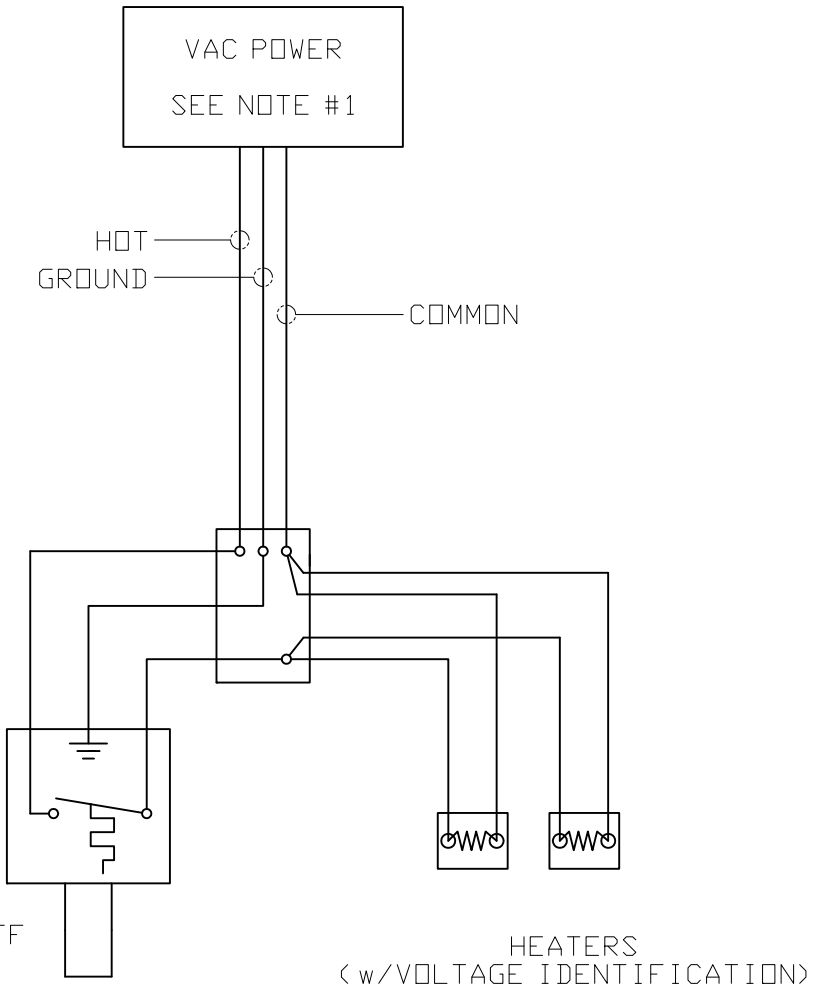 VAC POWER
SEE NOTE #1
HOT
GROUND
COMMON
HEATERS
(w/VOLTAGE IDENTIFICATION)